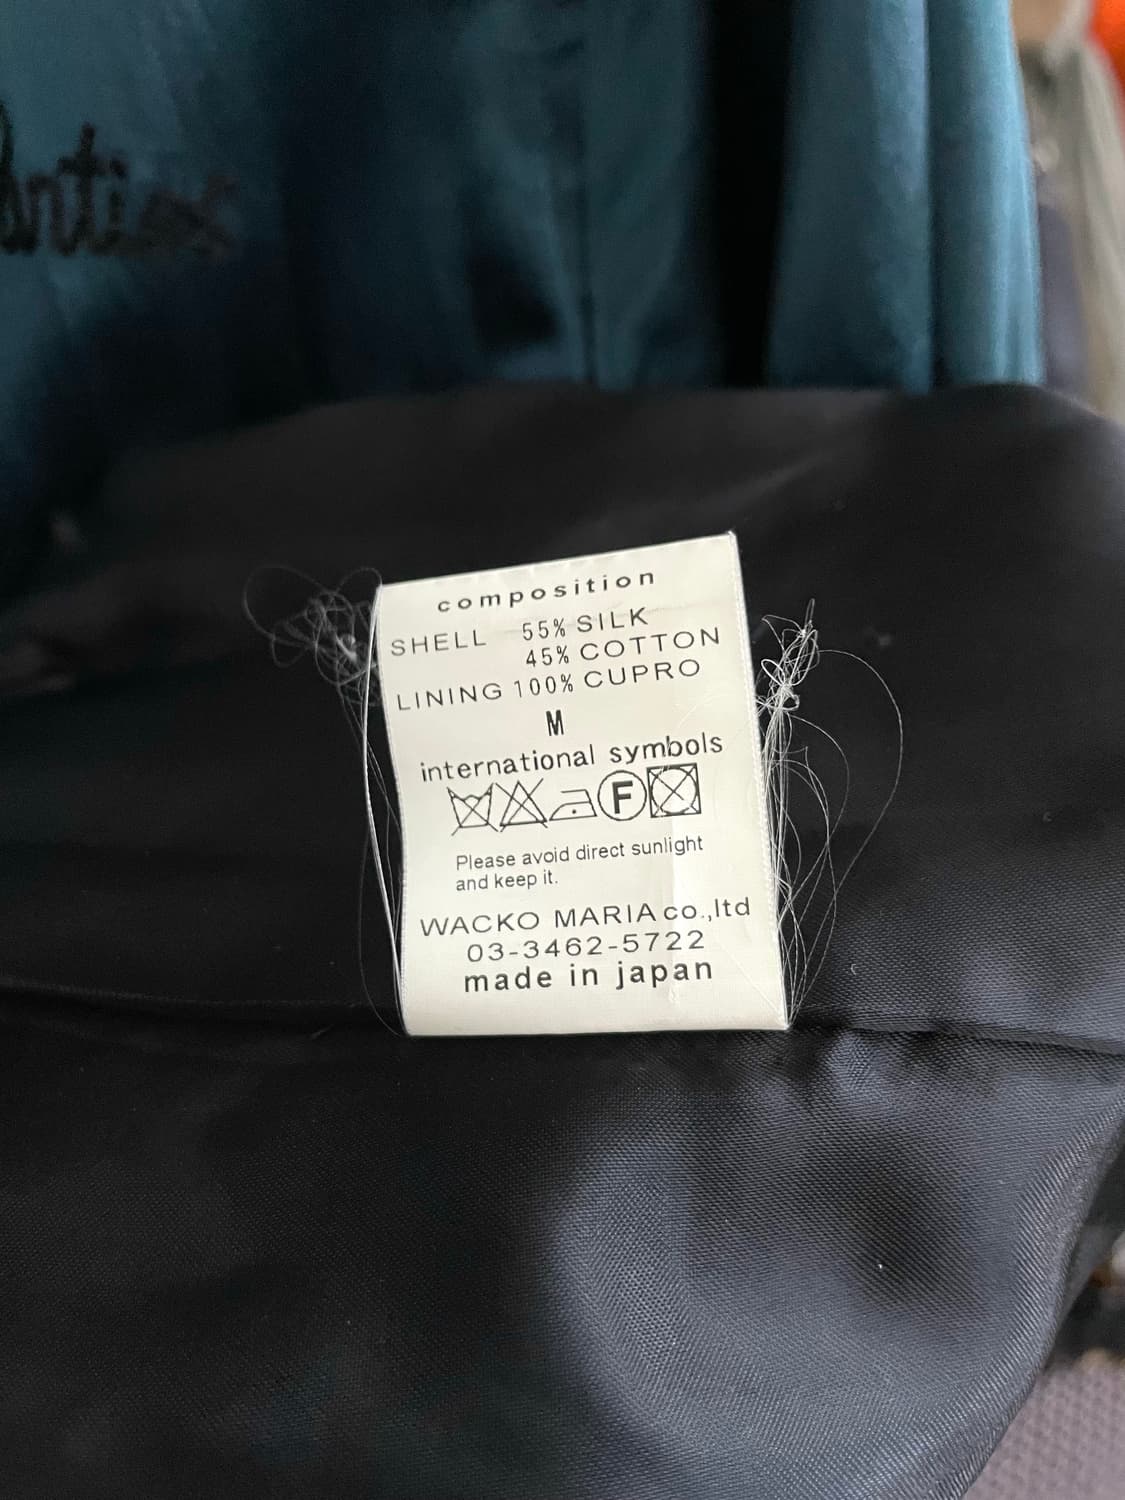 composition
SHELL 55% SILK
45% COTTON
LINING 100% CUPRO
M
international symbols
F
Please avoid direct sunlight
and keep it.
WACKO MARIA co.,ltd
03-3462-5722
made in japan